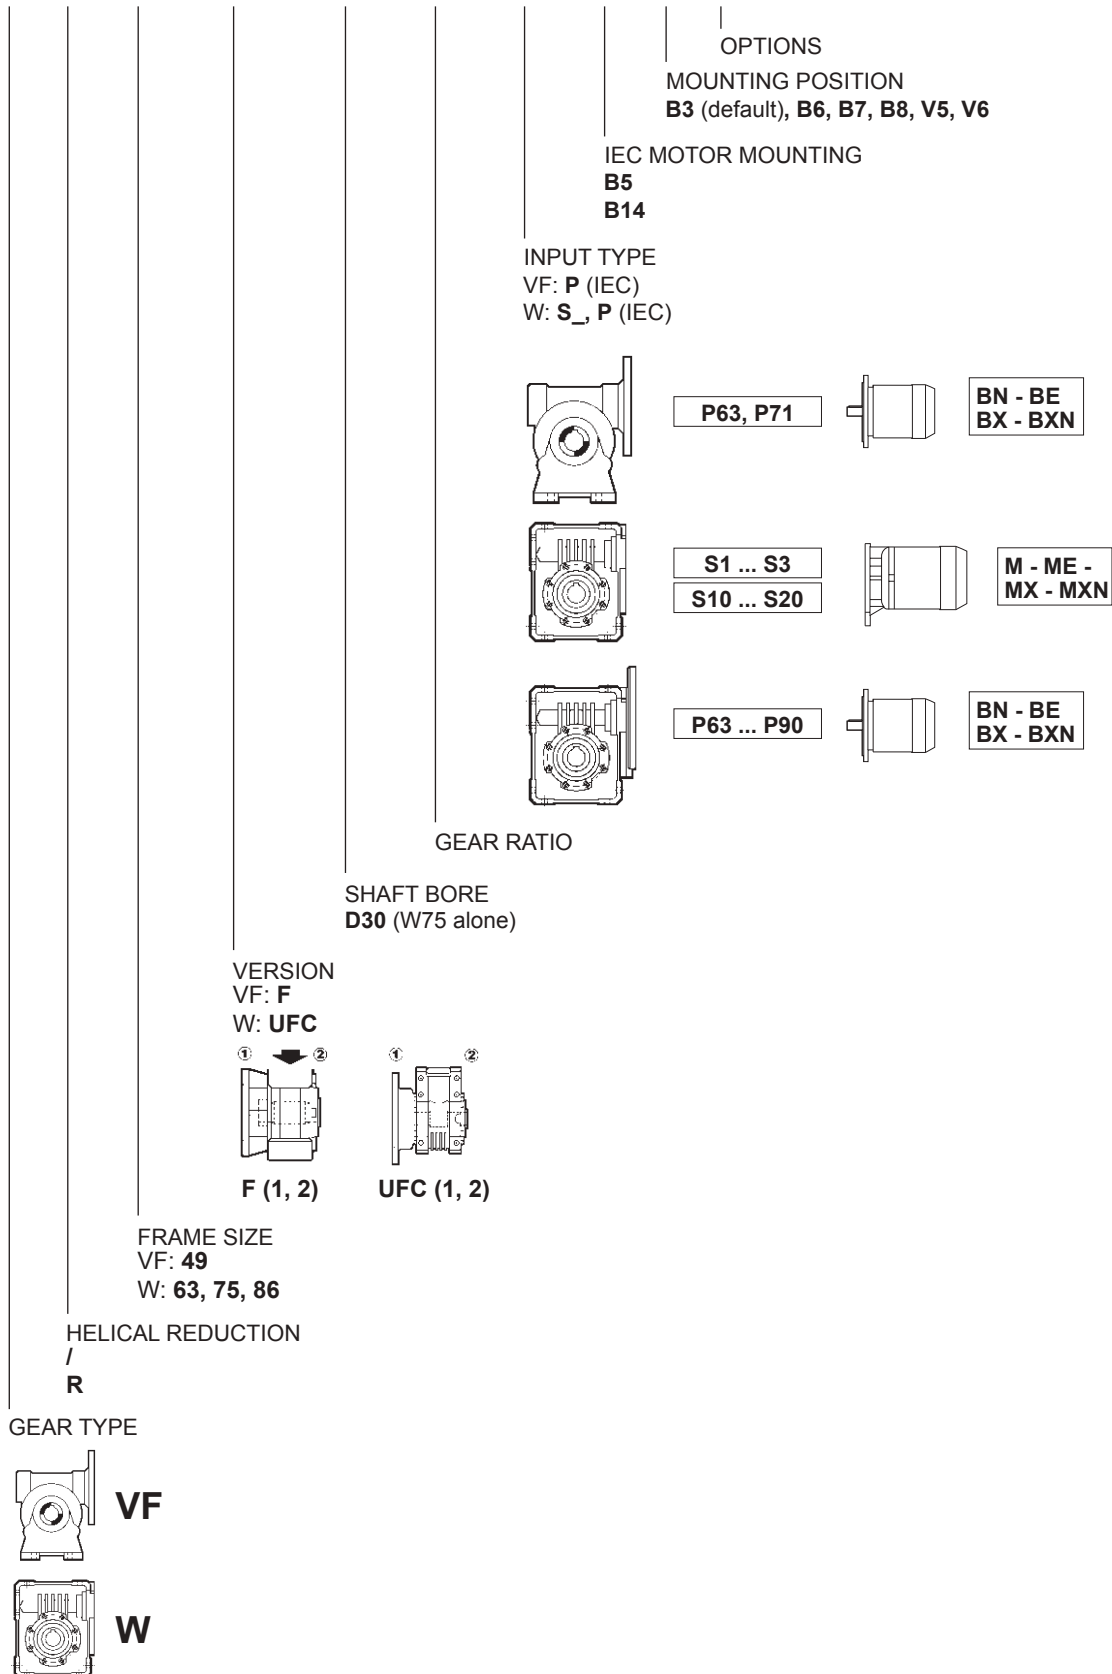 OPTIONS
MOUNTING POSITION
B3 (default), B6, B7, B8, V5, V6
IEC MOTOR MOUNTING
B5
B14
INPUT TYPE
VF: P (IEC)
W: S_, P (IEC)
P63, P71
BN - BE
BX - BXN
S1 ... S3
S10 ... S20
M - ME -
MX - MXN
P63 ... P90
BN - BE
BX - BXN
GEAR RATIO
SHAFT BORE
D30 (W75 alone)
VERSION
VF: F
W: UFC
1 2 1 2
F (1, 2) UFC (1, 2)
FRAME SIZE
VF: 49
W: 63, 75, 86
HELICAL REDUCTION
/
R
GEAR TYPE
VF
W